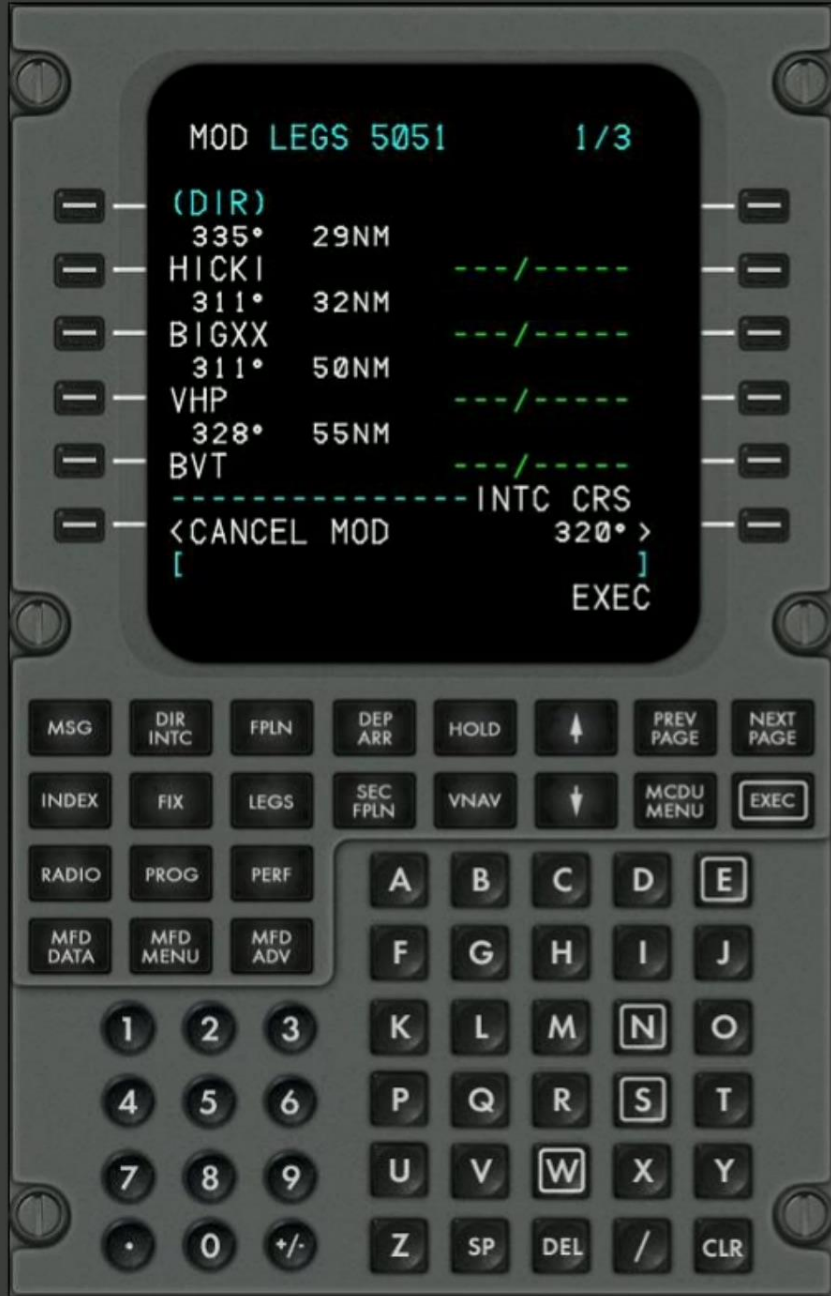 MOD LEGS 5051 1/3
(DIR)
335° 29NM
HICKI ---/-----
311° 32NM
BIGXX ---/-----
311° 50NM
VHP ---/-----
328° 55NM
BVT ---/-----
---------------INTC CRS
<CANCEL MOD 320°>
[ ]
EXEC
MSG DIR INTC FPLN DEP ARR HOLD PREV PAGE NEXT PAGE
INDEX FIX LEGS SEC FPLN VNAV MCDU MENU EXEC
RADIO PROG PERF
MFD DATA MFD MENU MFD ADV
A B C D E
F G H I J
1 2 3 K L M N O
4 5 6 P Q R S T
7 8 9 U V W X Y
. 0 +/- Z SP DEL / CLR